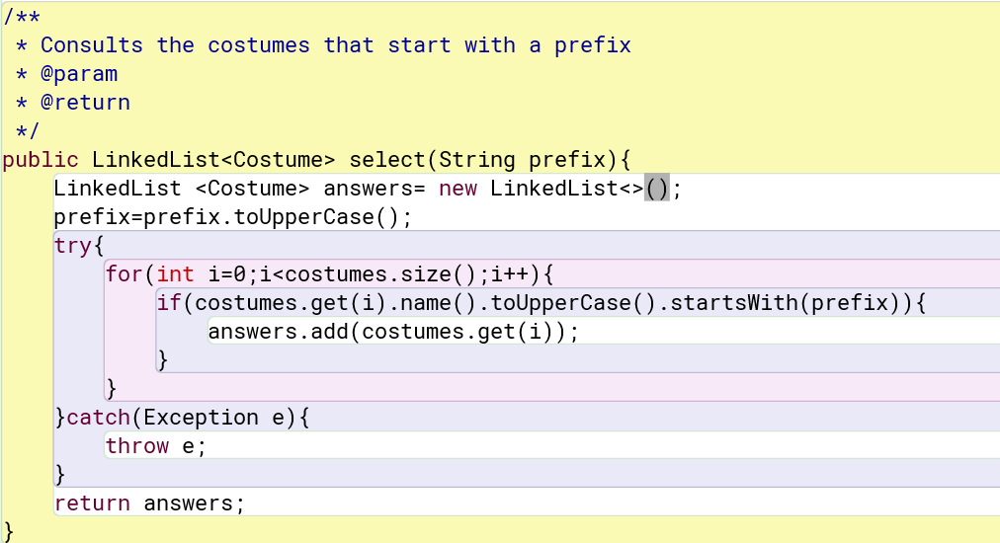 /**
 * Consults the costumes that start with a prefix
 * @param
 * @return
 */
public LinkedList<Costume> select(String prefix){
    LinkedList <Costume> answers= new LinkedList<>();
    prefix=prefix.toUpperCase();
    try{
        for(int i=0;i<costumes.size();i++){
            if(costumes.get(i).name().toUpperCase().startsWith(prefix)){
                answers.add(costumes.get(i));
            }
        }
    }catch(Exception e){
        throw e;
    }
    return answers;
}